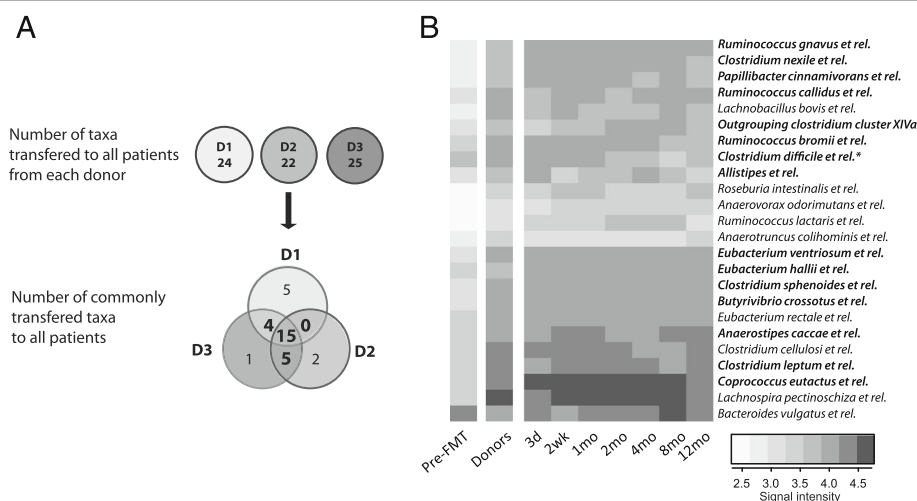 A
Number of taxa
transfered to all patients
from each donor
D1
24
D2
22
D3
25
Number of commonly
transfered taxa
to all patients
D1
5
4
15
0
D3
D2
1
5
2
B
Ruminococcus gnavus et rel.
Clostridium nexile et rel.
Papillibacter cinnamivorans et rel.
Ruminococcus callidus et rel.
Lachnobacillus bovis et rel.
Outgrouping clostridium cluster XIVa
Ruminococcus bromii et rel.
Clostridium difficile et rel.*
Allistipes et rel.
Roseburia intestinalis et rel.
Anaerovorax odorimutans et rel.
Ruminococcus lactaris et rel.
Anaerotruncus colihominis et rel.
Eubacterium ventriosum et rel.
Eubacterium hallii et rel.
Clostridium sphenoides et rel.
Butyrivibrio crossotus et rel.
Eubacterium rectale et rel.
Anaerostipes caccae et rel.
Clostridium cellulosi et rel.
Clostridium leptum et rel.
Coprococcus eutactus et rel.
Lachnospira pectinoschiza et rel.
Bacteroides vulgatus et rel.
Pre-FMT
Donors
3d
2wk
1mo
2mo
4mo
8mo
12mo
2.5 3.0 3.5 4.0 4.5
Signal intensity